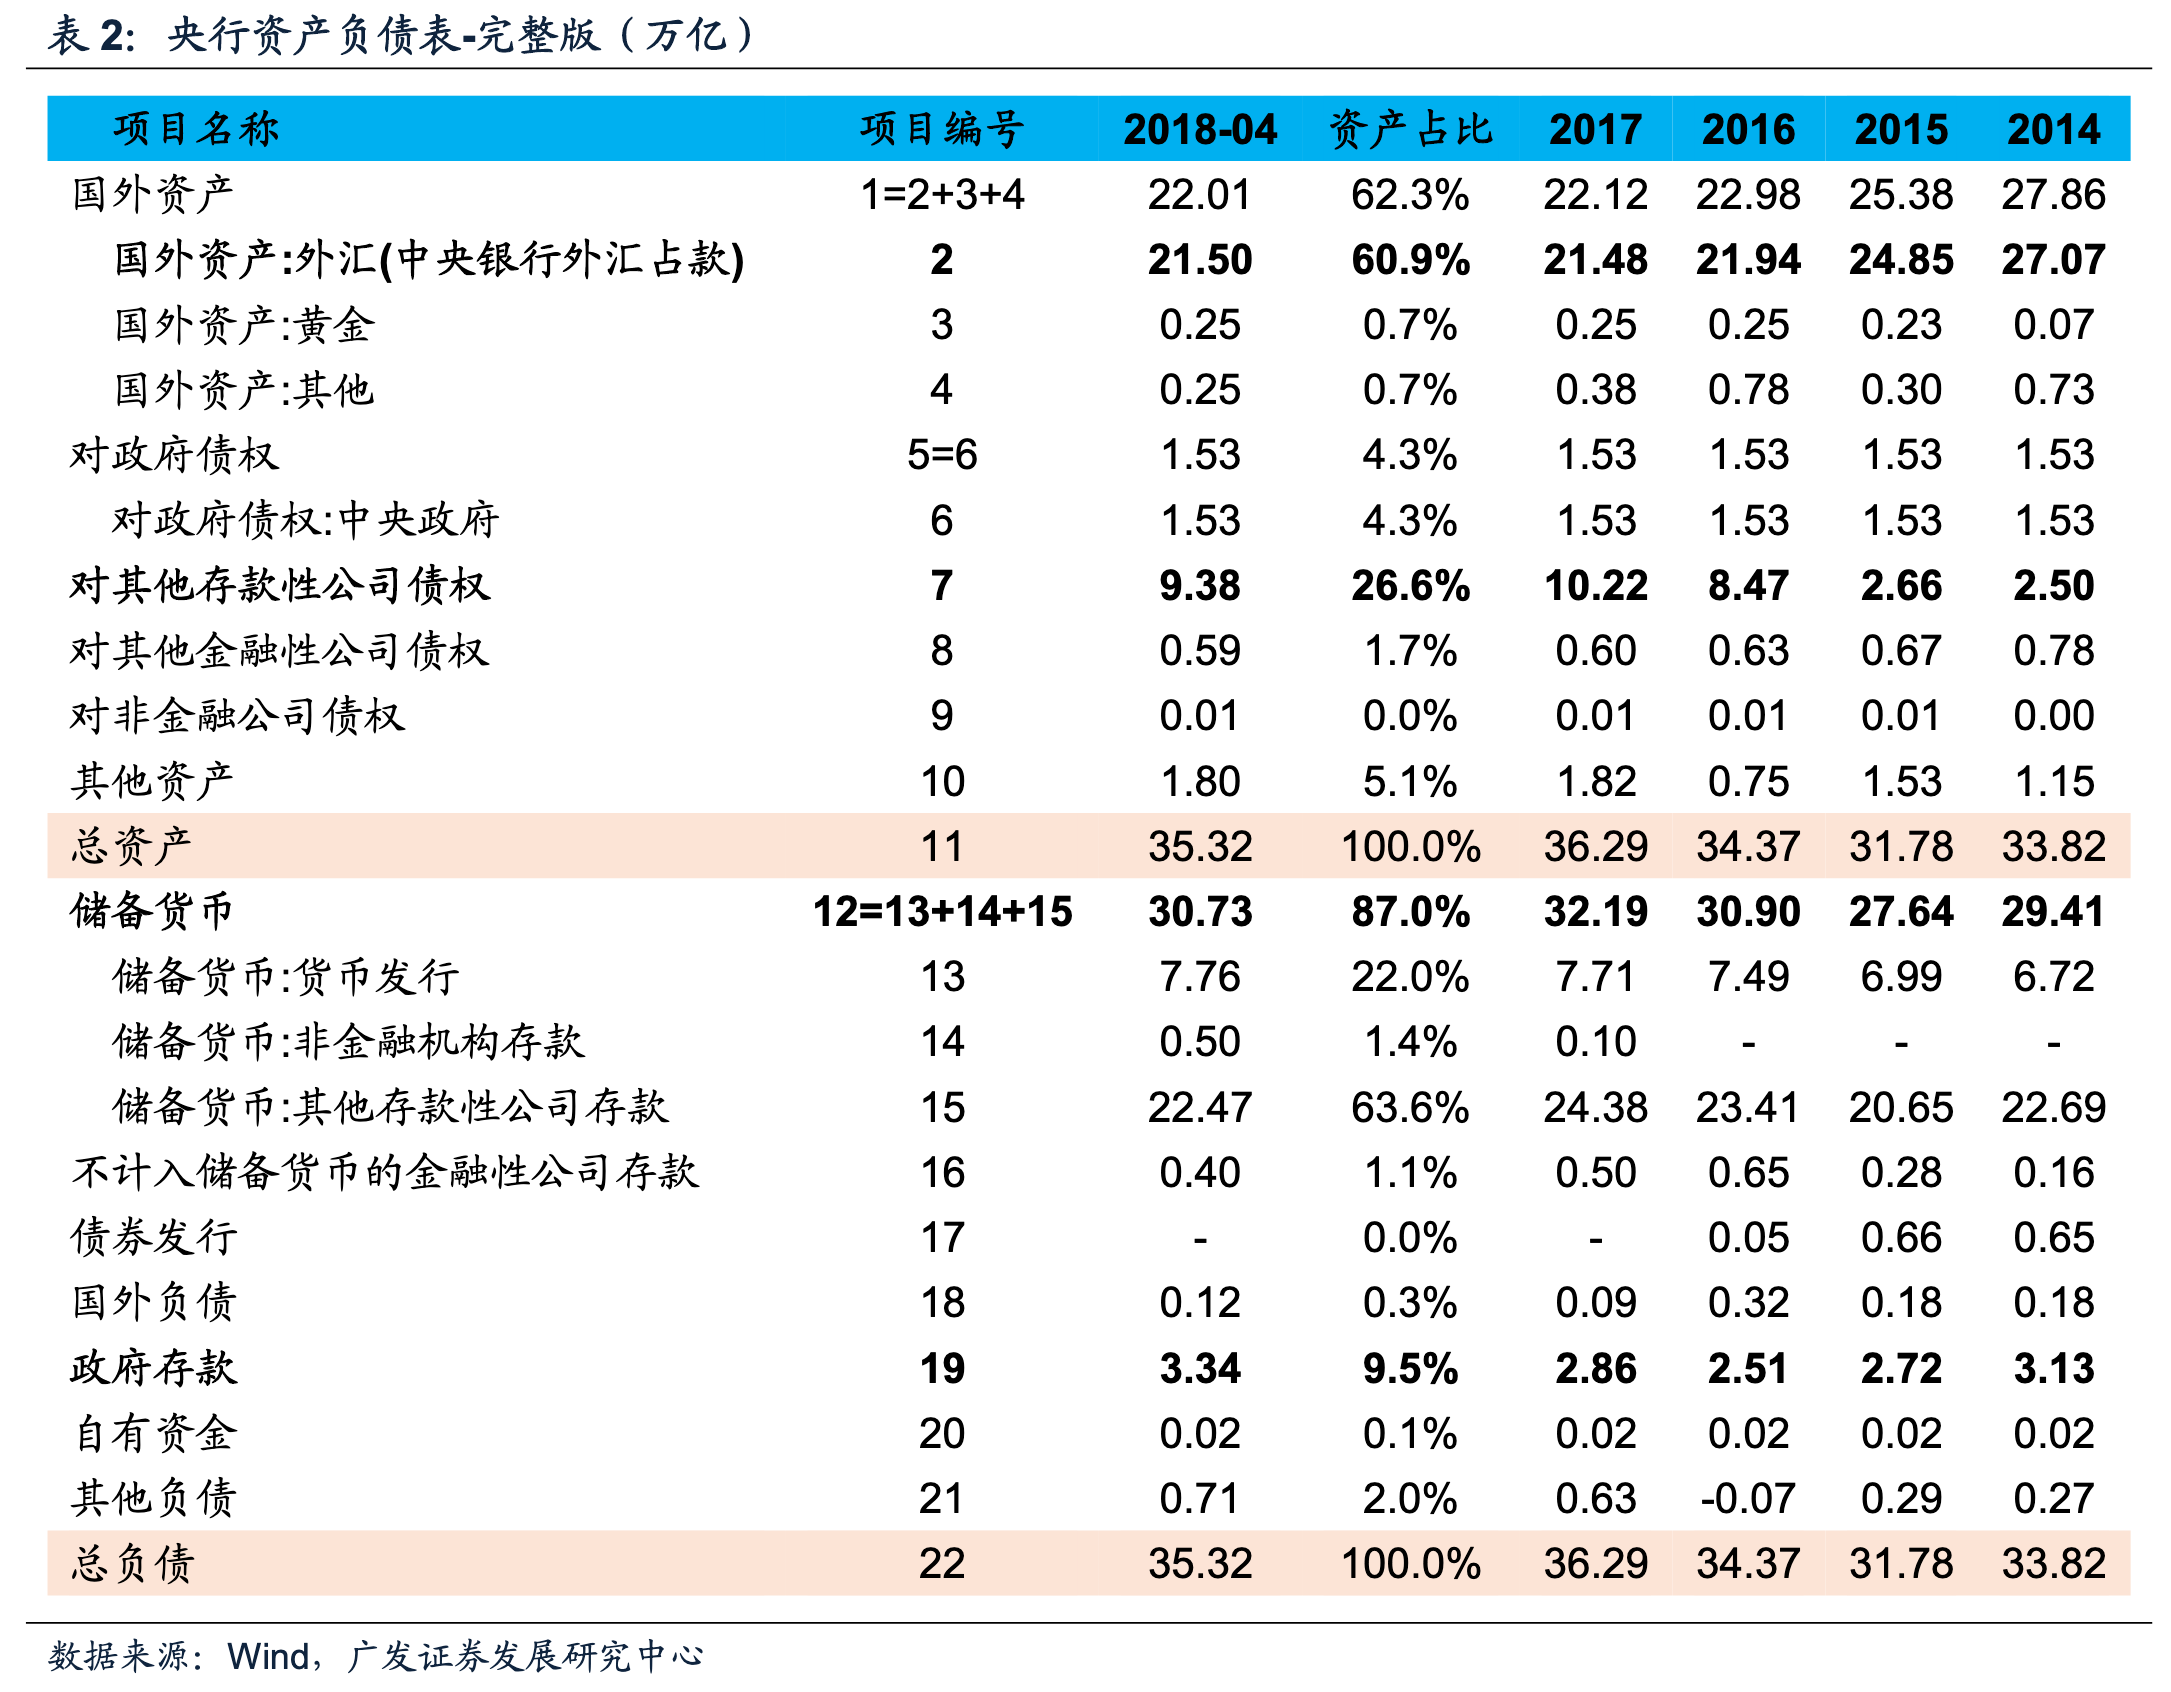 表 2：央行资产负债表-完整版（万亿）
项目名称 项目编号 2018-04 资产占比 2017 2016 2015 2014
国外资产 1=2+3+4 22.01 62.3% 22.12 22.98 25.38 27.86
国外资产:外汇(中央银行外汇占款) 2 21.50 60.9% 21.48 21.94 24.85 27.07
国外资产:黄金 3 0.25 0.7% 0.25 0.25 0.23 0.07
国外资产:其他 4 0.25 0.7% 0.38 0.78 0.30 0.73
对政府债权 5=6 1.53 4.3% 1.53 1.53 1.53 1.53
对政府债权:中央政府 6 1.53 4.3% 1.53 1.53 1.53 1.53
对其他存款性公司债权 7 9.38 26.6% 10.22 8.47 2.66 2.50
对其他金融性公司债权 8 0.59 1.7% 0.60 0.63 0.67 0.78
对非金融公司债权 9 0.01 0.0% 0.01 0.01 0.01 0.00
其他资产 10 1.80 5.1% 1.82 0.75 1.53 1.15
总资产 11 35.32 100.0% 36.29 34.37 31.78 33.82
储备货币 12=13+14+15 30.73 87.0% 32.19 30.90 27.64 29.41
储备货币:货币发行 13 7.76 22.0% 7.71 7.49 6.99 6.72
储备货币:非金融机构存款 14 0.50 1.4% 0.10 - - -
储备货币:其他存款性公司存款 15 22.47 63.6% 24.38 23.41 20.65 22.69
不计入储备货币的金融性公司存款 16 0.40 1.1% 0.50 0.65 0.28 0.16
债券发行 17 - 0.0% - 0.05 0.66 0.65
国外负债 18 0.12 0.3% 0.09 0.32 0.18 0.18
政府存款 19 3.34 9.5% 2.86 2.51 2.72 3.13
自有资金 20 0.02 0.1% 0.02 0.02 0.02 0.02
其他负债 21 0.71 2.0% 0.63 -0.07 0.29 0.27
总负债 22 35.32 100.0% 36.29 34.37 31.78 33.82
数据来源：Wind，广发证券发展研究中心